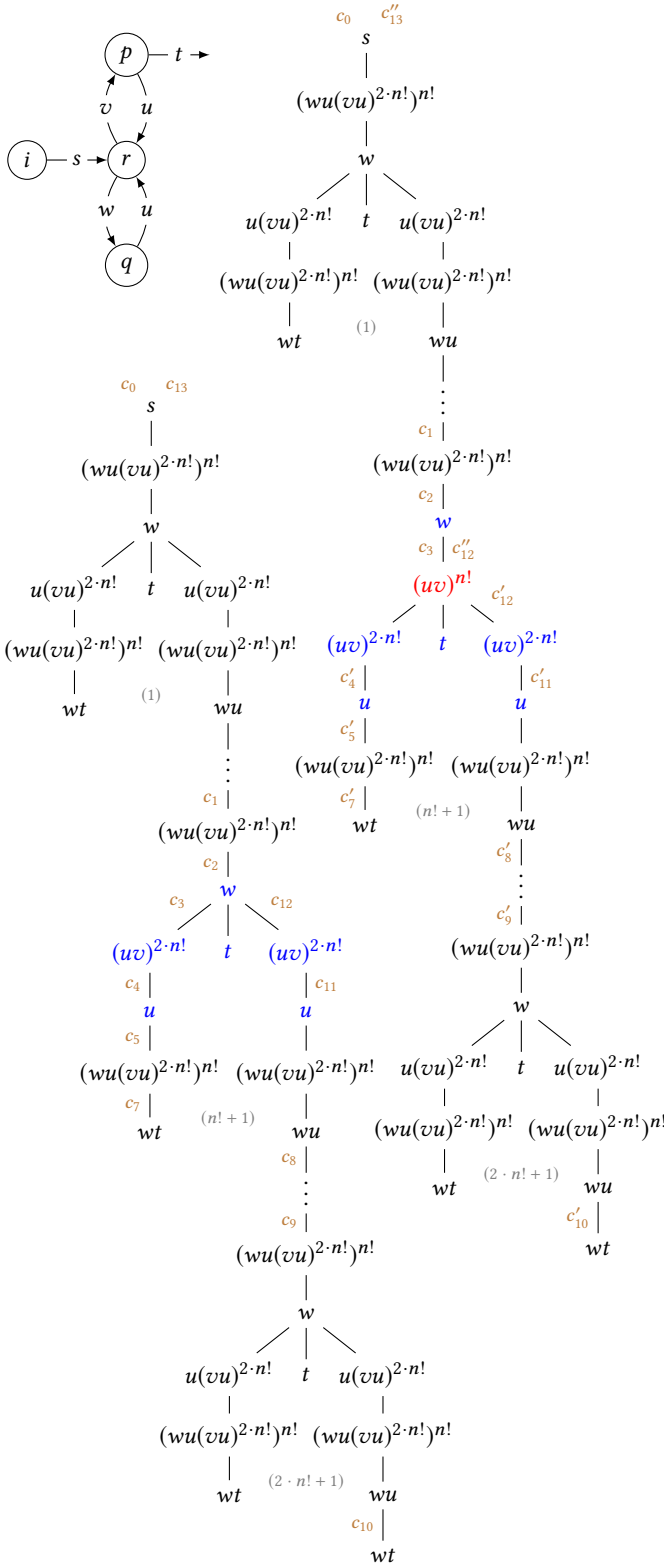 p t
v u
i s r
w u
q
c₀ c″₁₃
s
(wu(vu)^{2·n!})^{n!}
w
u(vu)^{2·n!} t u(vu)^{2·n!}
(wu(vu)^{2·n!})^{n!} (wu(vu)^{2·n!})^{n!}
wt (1) wu
⋮
c₁
(wu(vu)^{2·n!})^{n!}
c₂
w
c₃ c″₁₂
(uv)^{n!}
c′₁₂
(uv)^{2·n!} t (uv)^{2·n!}
c′₄ c′₁₁
u u
c′₅
(wu(vu)^{2·n!})^{n!} (wu(vu)^{2·n!})^{n!}
c′₇ (n!+1)
wt wu
c′₈
⋮
c′₉
(wu(vu)^{2·n!})^{n!}
w
u(vu)^{2·n!} t u(vu)^{2·n!}
(wu(vu)^{2·n!})^{n!} (wu(vu)^{2·n!})^{n!}
wt (2·n!+1) wu
c′₁₀
wt
c₀ c₁₃
s
(wu(vu)^{2·n!})^{n!}
w
u(vu)^{2·n!} t u(vu)^{2·n!}
(wu(vu)^{2·n!})^{n!} (wu(vu)^{2·n!})^{n!}
wt (1) wu
⋮
c₁
(wu(vu)^{2·n!})^{n!}
c₂
w
c₃ c₁₂
(uv)^{2·n!} t (uv)^{2·n!}
c₄ c₁₁
u u
c₅
(wu(vu)^{2·n!})^{n!} (wu(vu)^{2·n!})^{n!}
c₇ (n!+1)
wt wu
c₈
⋮
c₉
(wu(vu)^{2·n!})^{n!}
w
u(vu)^{2·n!} t u(vu)^{2·n!}
(wu(vu)^{2·n!})^{n!} (wu(vu)^{2·n!})^{n!}
wt (2·n!+1) wu
c₁₀
wt